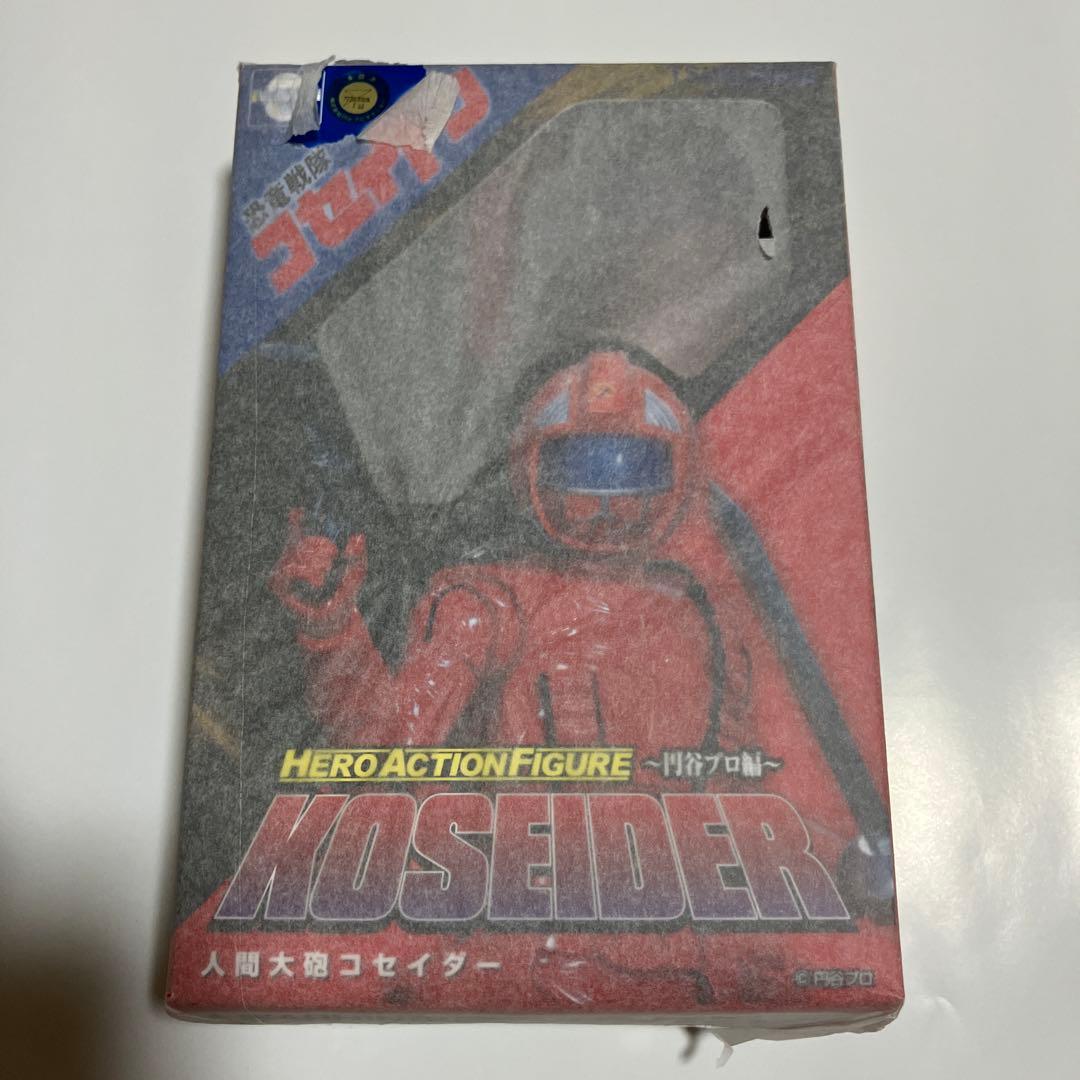 恐竜戦隊
コセイドン
HERO ACTION FIGURE ～円谷プロ編～
KOSEIDER
人間大砲コセイダー
© 円谷プロ